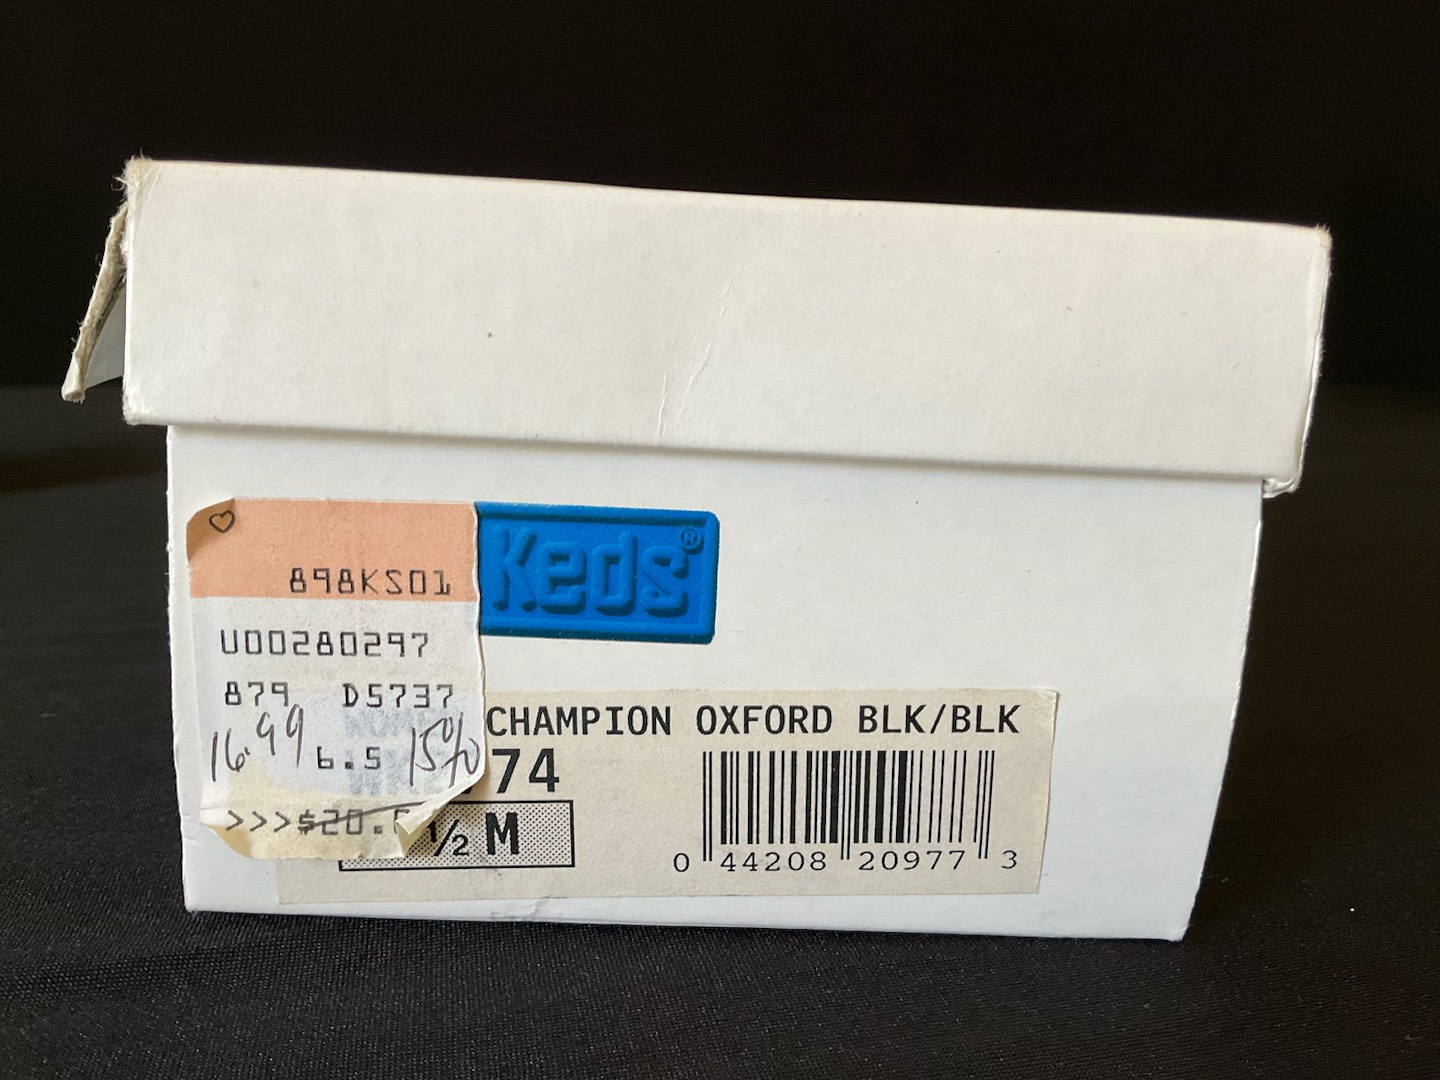 Keds®
898KS01
U00280297
879 D5737
16.99 6.5 15%
>>>$20.
CHAMPION OXFORD BLK/BLK
74
½ M
0 44208 20977 3